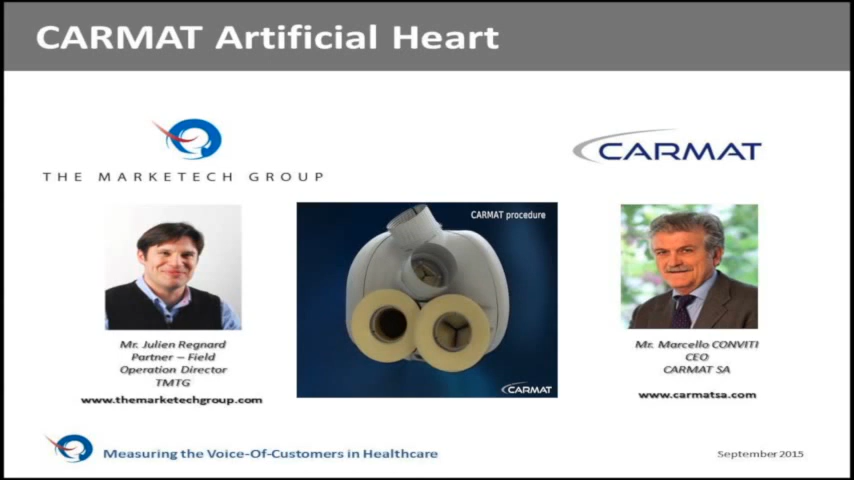 CARMAT Artificial Heart
THE MARKETECH GROUP
CARMAT
CARMAT procedure
CARMAT
Mr. Julien Regnard
Partner – Field
Operation Director
TMTG
www.themarketechgroup.com
Mr. Marcello CONVITI
CEO
CARMAT SA
www.carmatsa.com
Measuring the Voice-Of-Customers in Healthcare
September 2015